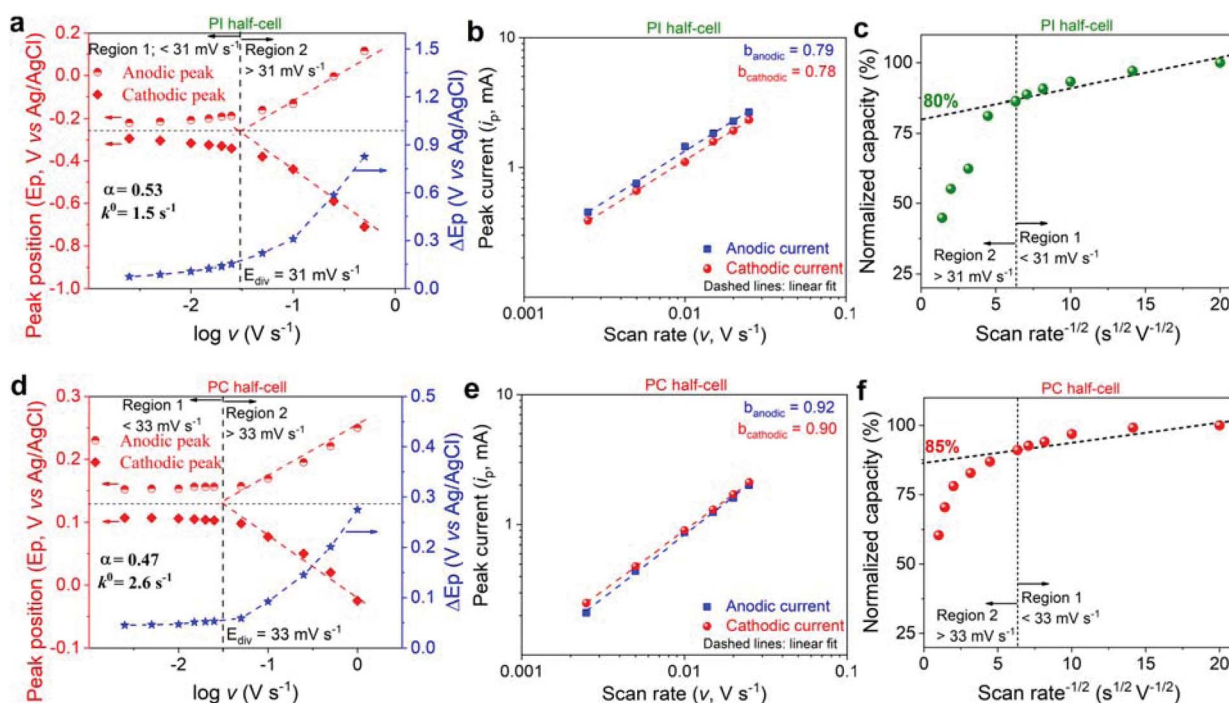 a
PI half-cell
Region 1; < 31 mV s⁻¹
Region 2
> 31 mV s⁻¹
Anodic peak
Cathodic peak
α = 0.53
k⁰ = 1.5 s⁻¹
E_div = 31 mV s⁻¹
Peak position (Ep, V vs Ag/AgCl)
0.2
0.0
-0.2
-0.4
-0.6
-0.8
-1.0
ΔEp (V vs Ag/AgCl)
1.5
1.2
0.9
0.6
0.3
0.0
-2
-1
0
log v (V s⁻¹)
b
PI half-cell
b_anodic = 0.79
b_cathodic = 0.78
Peak current (i_p, mA)
10
1
Anodic current
Cathodic current
Dashed lines: linear fit
0.001
0.01
0.1
Scan rate (v, V s⁻¹)
c
PI half-cell
80%
Normalized capacity (%)
100
75
50
25
Region 2
> 31 mV s⁻¹
Region 1
< 31 mV s⁻¹
0
5
10
15
20
Scan rate⁻¹/² (s¹/² V⁻¹/²)
d
PC half-cell
Region 1
< 33 mV s⁻¹
Region 2
> 33 mV s⁻¹
Anodic peak
Cathodic peak
α = 0.47
k⁰ = 2.6 s⁻¹
E_div = 33 mV s⁻¹
Peak position (Ep, V vs Ag/AgCl)
0.3
0.2
0.1
0.0
-0.1
ΔEp (V vs Ag/AgCl)
0.5
0.4
0.3
0.2
0.1
0.0
-2
-1
0
log v (V s⁻¹)
e
PC half-cell
b_anodic = 0.92
b_cathodic = 0.90
Peak current (i_p, mA)
10
1
Anodic current
Cathodic current
Dashed lines: linear fit
0.001
0.01
0.1
Scan rate (v, V s⁻¹)
f
PC half-cell
85%
Normalized capacity (%)
100
75
50
25
Region 2
> 33 mV s⁻¹
Region 1
< 33 mV s⁻¹
0
5
10
15
20
Scan rate⁻¹/² (s¹/² V⁻¹/²)